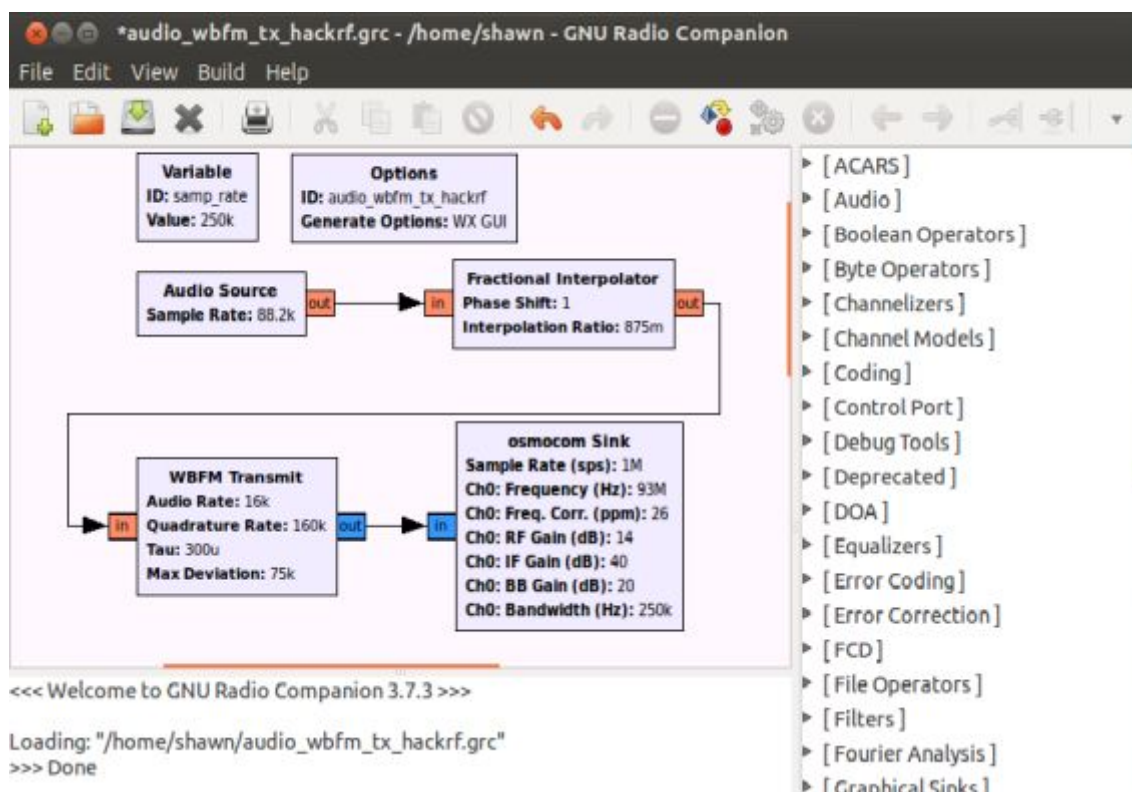 *audio_wbfm_tx_hackrf.grc - /home/shawn - GNU Radio Companion
File Edit View Build Help
Variable
ID: samp_rate
Value: 250k
Options
ID: audio_wbfm_tx_hackrf
Generate Options: WX GUI
Audio Source
Sample Rate: 88.2k
out
in
Fractional Interpolator
Phase Shift: 1
Interpolation Ratio: 875m
out
in
WBFM Transmit
Audio Rate: 16k
Quadrature Rate: 160k
Tau: 300u
Max Deviation: 75k
out
in
osmocom Sink
Sample Rate (sps): 1M
Ch0: Frequency (Hz): 93M
Ch0: Freq. Corr. (ppm): 26
Ch0: RF Gain (dB): 14
Ch0: IF Gain (dB): 40
Ch0: BB Gain (dB): 20
Ch0: Bandwidth (Hz): 250k
[ ACARS ]
[ Audio ]
[ Boolean Operators ]
[ Byte Operators ]
[ Channelizers ]
[ Channel Models ]
[ Coding ]
[ Control Port ]
[ Debug Tools ]
[ Deprecated ]
[ DOA ]
[ Equalizers ]
[ Error Coding ]
[ Error Correction ]
[ FCD ]
[ File Operators ]
[ Filters ]
[ Fourier Analysis ]
[ Graphical Sinks ]
<<< Welcome to GNU Radio Companion 3.7.3 >>>
Loading: "/home/shawn/audio_wbfm_tx_hackrf.grc"
>>> Done